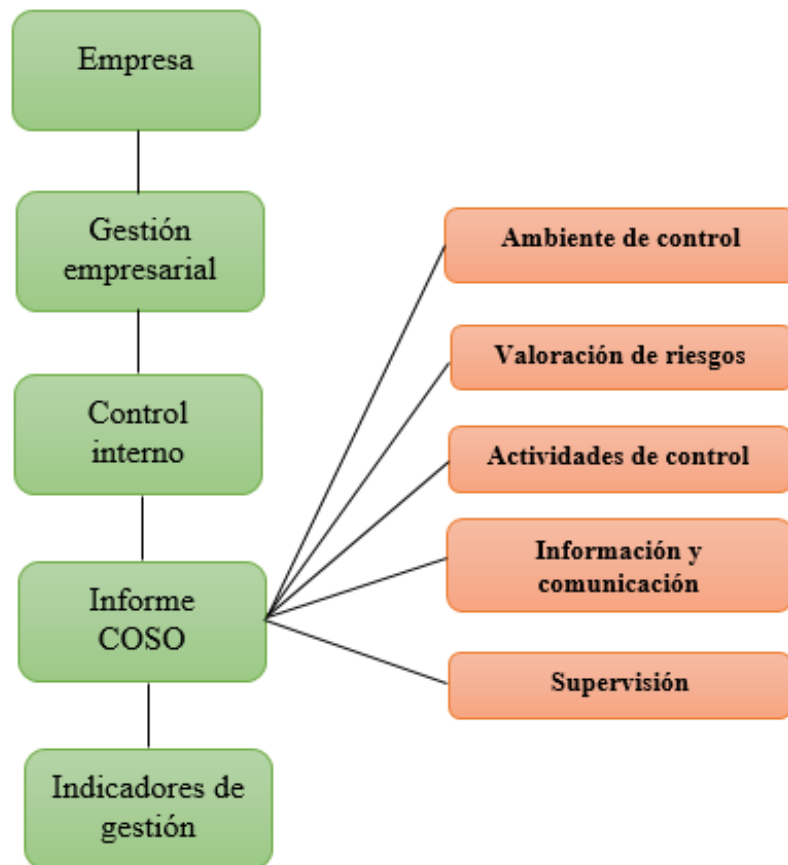 Empresa
Gestión
empresarial
Control
interno
Informe
COSO
Indicadores de
gestión
Ambiente de control
Valoración de riesgos
Actividades de control
Información y
comunicación
Supervisión